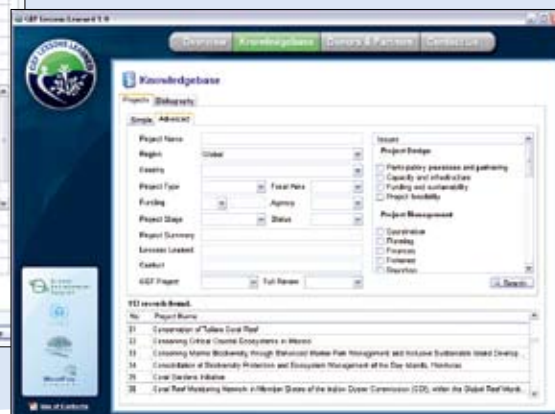 GEF Lessons Learned 1.0
Overview Knowledgebase Donors & Partners Contact Us
GEF LESSONS LEARNED
Knowledgebase
Projects Bibliography
Simple Advanced
Project Name
Region Global
Country
Project Type Focal Area
Funding Agency
Project Stage Status
Project Summary
Lessons Learned
Contact
GEF Project Full Review
Issues
Project Design
Participatory processes and partnering
Capacity and infrastructure
Funding and sustainability
Project feasibility
Project Management
Coordination
Planning
Finances
Search
records found.
No Project Name
31 Conservation of Coral Reef
32 Conserving Critical Coastal Ecosystems in Mexico
33 Conserving Marine Biodiversity through Enhanced Marine Park Management and Inclusive Sustainable Island Develop...
34 Consolidation of Biodiversity Protection and Ecosystem Management of the Bay Islands, Honduras
35 Coral Gardens Initiative
36 Coral Reef Monitoring Network in Member States of the Indian Ocean Commission (COI), within the Global Reef Monit...